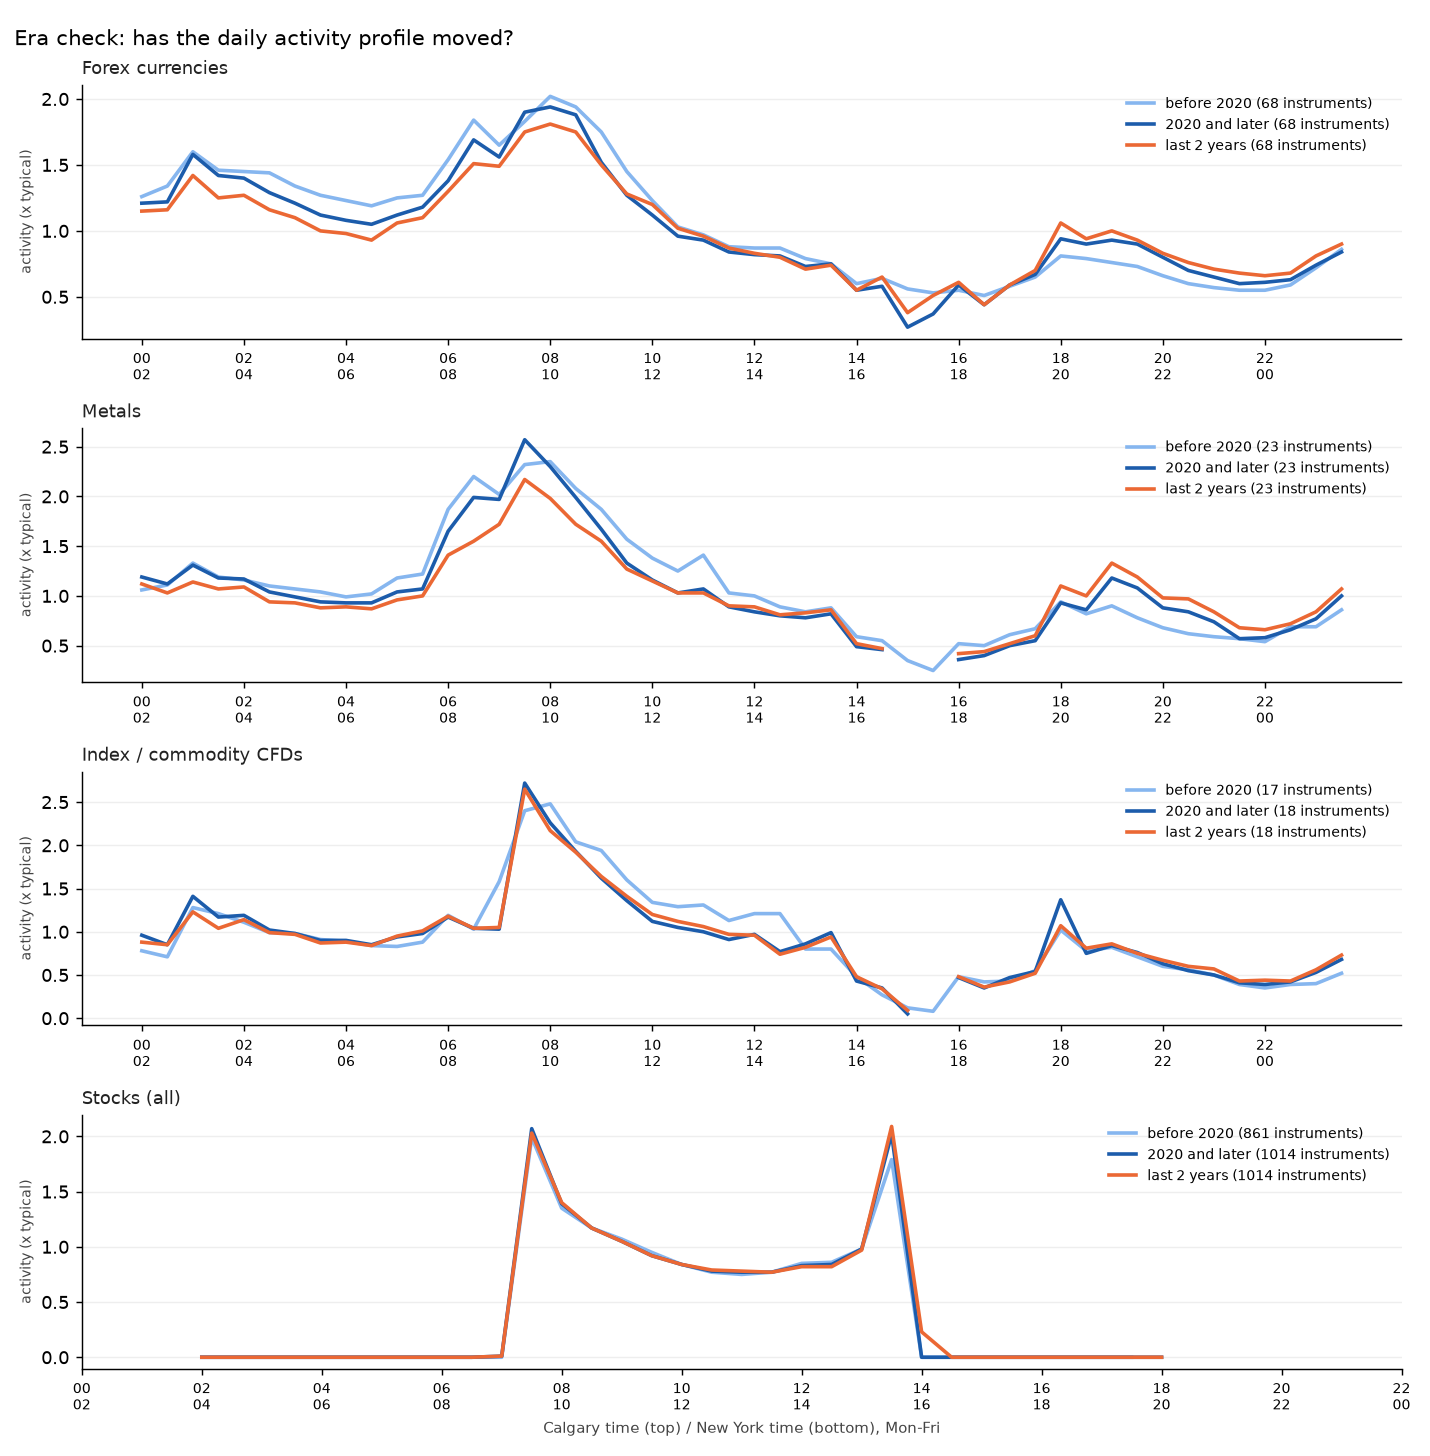 Era check: has the daily activity profile moved?
Forex currencies
activity (x typical)
2.0
1.5
1.0
0.5
before 2020 (68 instruments)
2020 and later (68 instruments)
last 2 years (68 instruments)
00 02 04 06 08 10 12 14 16 18 20 22
02 04 06 08 10 12 14 16 18 20 22 00
Metals
activity (x typical)
2.5
2.0
1.5
1.0
0.5
before 2020 (23 instruments)
2020 and later (23 instruments)
last 2 years (23 instruments)
00 02 04 06 08 10 12 14 16 18 20 22
02 04 06 08 10 12 14 16 18 20 22 00
Index / commodity CFDs
activity (x typical)
2.5
2.0
1.5
1.0
0.5
0.0
before 2020 (17 instruments)
2020 and later (18 instruments)
last 2 years (18 instruments)
00 02 04 06 08 10 12 14 16 18 20 22
02 04 06 08 10 12 14 16 18 20 22 00
Stocks (all)
activity (x typical)
2.0
1.5
1.0
0.5
0.0
before 2020 (861 instruments)
2020 and later (1014 instruments)
last 2 years (1014 instruments)
00 02 04 06 08 10 12 14 16 18 20 22
02 04 06 08 10 12 14 16 18 20 22 00
Calgary time (top) / New York time (bottom), Mon-Fri